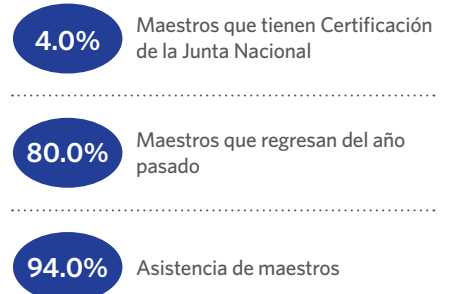 4.0%
Maestros que tienen Certificación
de la Junta Nacional
80.0%
Maestros que regresan del año
pasado
94.0%
Asistencia de maestros